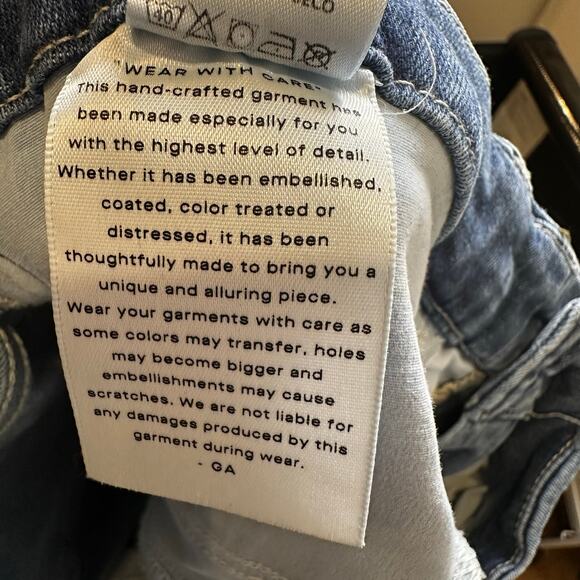 40
"WEAR WITH CARE"
This hand-crafted garment has
been made especially for you
with the highest level of detail.
Whether it has been embellished,
coated, color treated or
distressed, it has been
thoughtfully made to bring you a
unique and alluring piece.
Wear your garments with care as
some colors may transfer, holes
may become bigger and
embellishments may cause
scratches. We are not liable for
any damages produced by this
garment during wear.
- GA